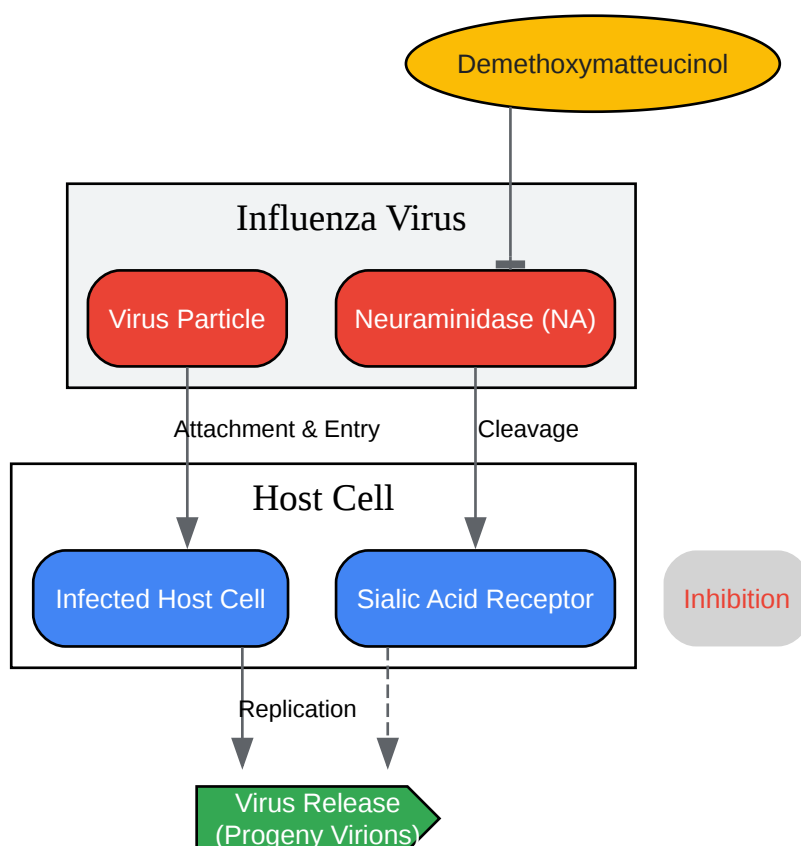 Demethoxymatteucinol
Influenza Virus
Virus Particle
Neuraminidase (NA)
Attachment & Entry
Cleavage
Host Cell
Infected Host Cell
Sialic Acid Receptor
Inhibition
Replication
Virus Release
(Progeny Virions)